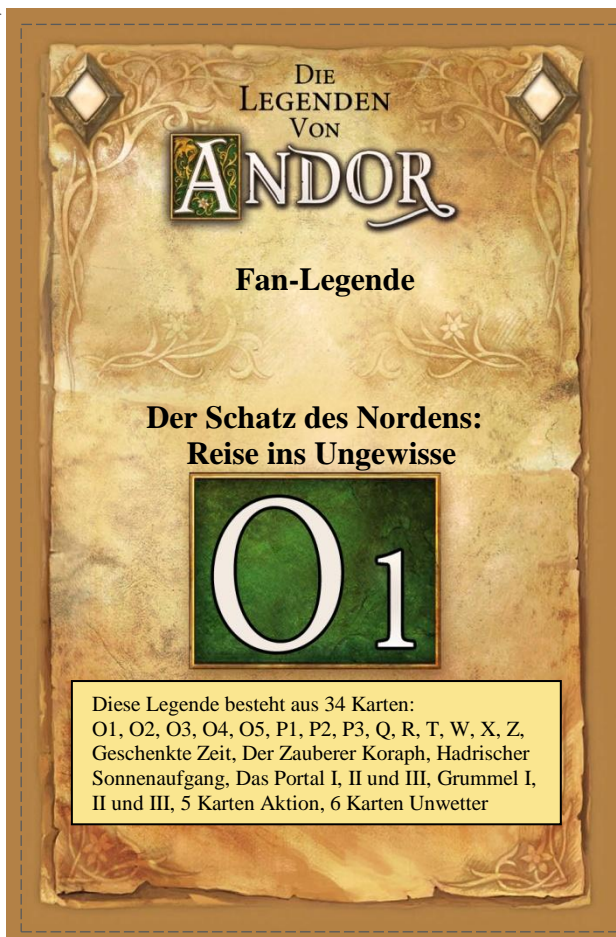 DIE
LEGENDEN
VON
ANDOR
Fan-Legende
Der Schatz des Nordens:
Reise ins Ungewisse
O1
Diese Legende besteht aus 34 Karten:
O1, O2, O3, O4, O5, P1, P2, P3, Q, R, T, W, X, Z,
Geschenkte Zeit, Der Zauberer Koraph, Hadrischer
Sonnenaufgang, Das Portal I, II und III, Grummel I,
II und III, 5 Karten Aktion, 6 Karten Unwetter